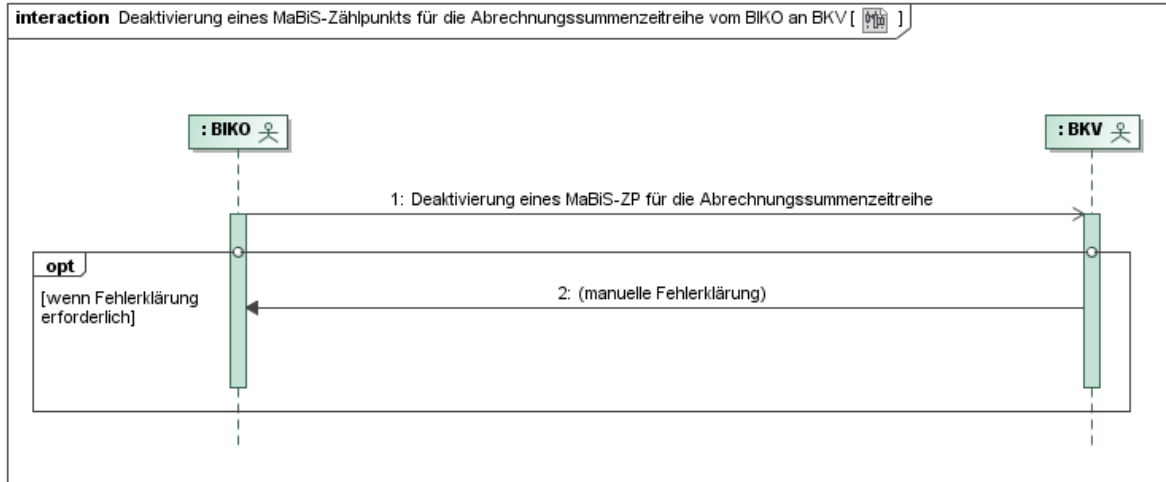 interaction Deaktivierung eines MaBiS-Zählpunkts für die Abrechnungssummenzeitreihe vom BIKO an BKV [ ]
: BIKO
: BKV
1: Deaktivierung eines MaBiS-ZP für die Abrechnungssummenzeitreihe
opt
[wenn Fehlerklärung
erforderlich]
2: (manuelle Fehlerklärung)